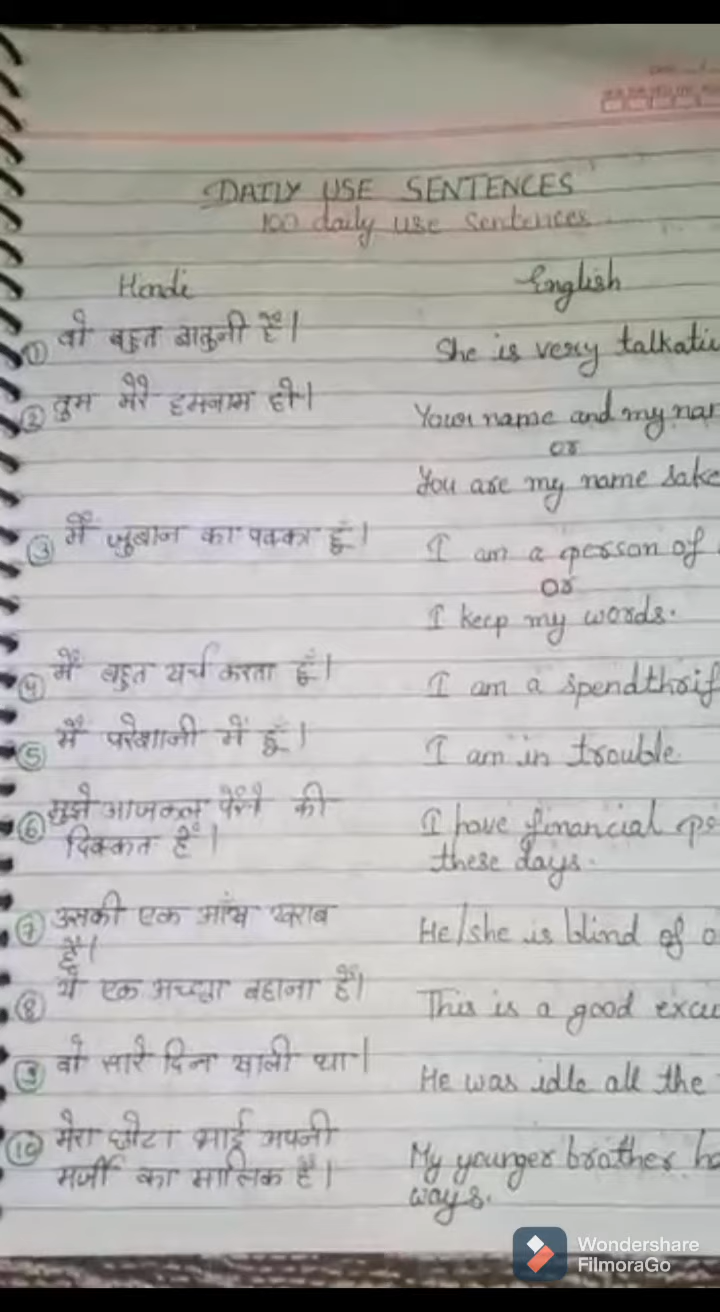 DAILY USE SENTENCES
100 daily use sentences
Hindi English
① वो बहुत बातुनी है। She is very talkativ
② तुम मेरे हमनाम हो। Your name and my nam
or
You are my name sake
③ मैं जुबान का पक्का हूँ। I am a person of
or
I keep my words.
④ मैं बहुत खर्च करता हूँ। I am a spendthrif
⑤ मैं परेशानी में हूँ। I am in trouble
⑥ मुझे आजकल पैसे की I have financial
दिक्कत है। these days.
⑦ उसकी एक आंख खराब He/she is blind of o
है।
⑧ ये एक अच्छा बहाना है। This is a good excu
⑨ वो सारे दिन खाली था। He was idle all the
⑩ मेरा छोटा भाई अपनी My younger brother ha
मर्जी का मालिक है। ways.
Wondershare
FilmoraGo